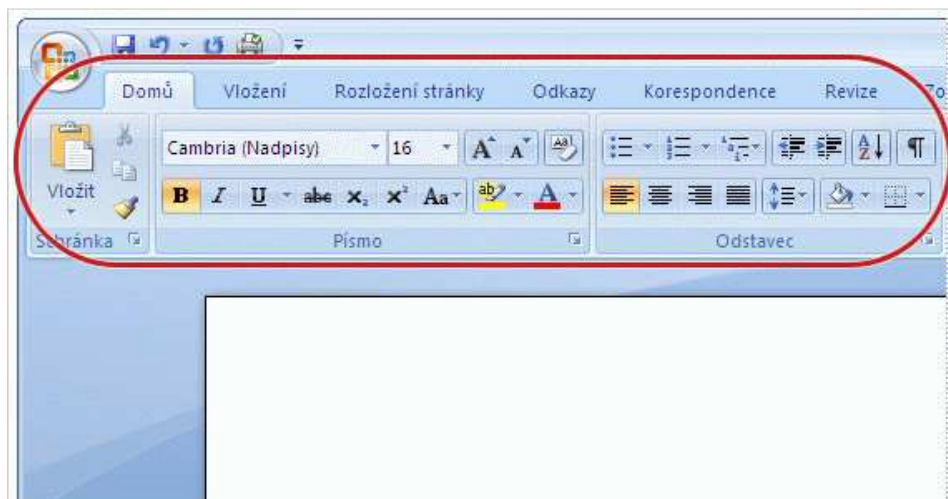 Domů Vložení Rozložení stránky Odkazy Korespondence Revize
Cambria (Nadpisy) 16
Vložit
Schránka Písmo Odstavec